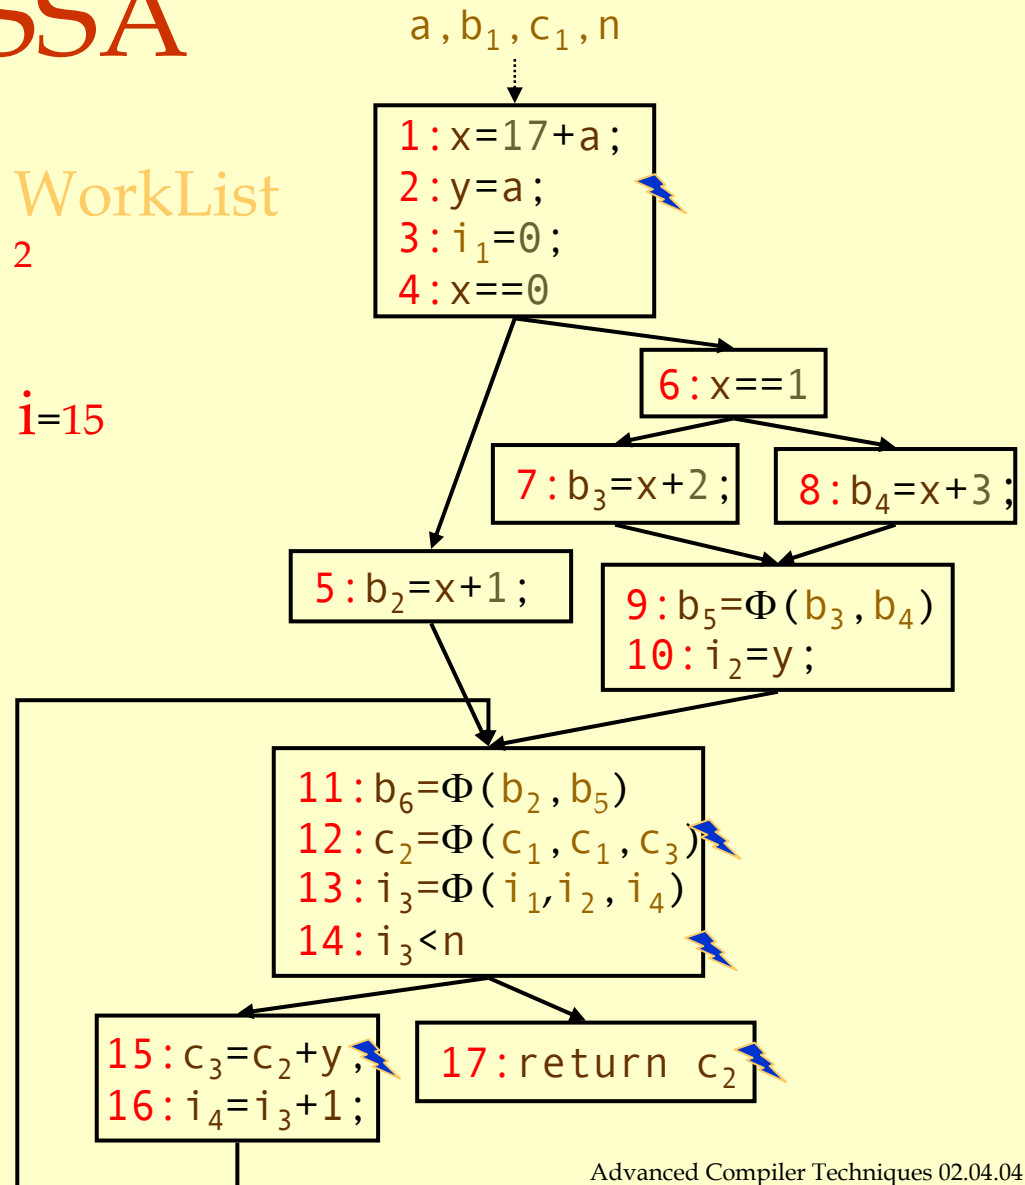 SSA
a,b₁,c₁,n
WorkList
2
i=15
1:x=17+a;
2:y=a;
3:i₁=0;
4:x==0
6:x==1
7:b₃=x+2;
8:b₄=x+3;
5:b₂=x+1;
9:b₅=Φ(b₃,b₄)
10:i₂=y;
11:b₆=Φ(b₂,b₅)
12:c₂=Φ(c₁,c₁,c₃)
13:i₃=Φ(i₁,i₂,i₄)
14:i₃<n
15:c₃=c₂+y;
16:i₄=i₃+1;
17:return c₂
Advanced Compiler Techniques 02.04.04